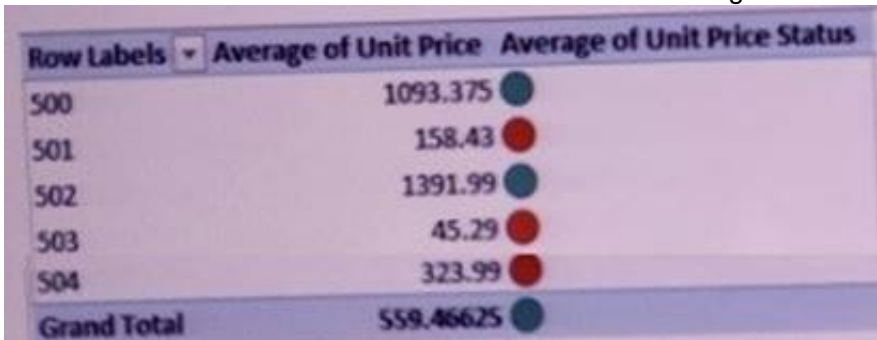 Row Labels Average of Unit Price Average of Unit Price Status
500 1093.375
501 158.43
502 1391.99
503 45.29
504 323.99
Grand Total 559.46625